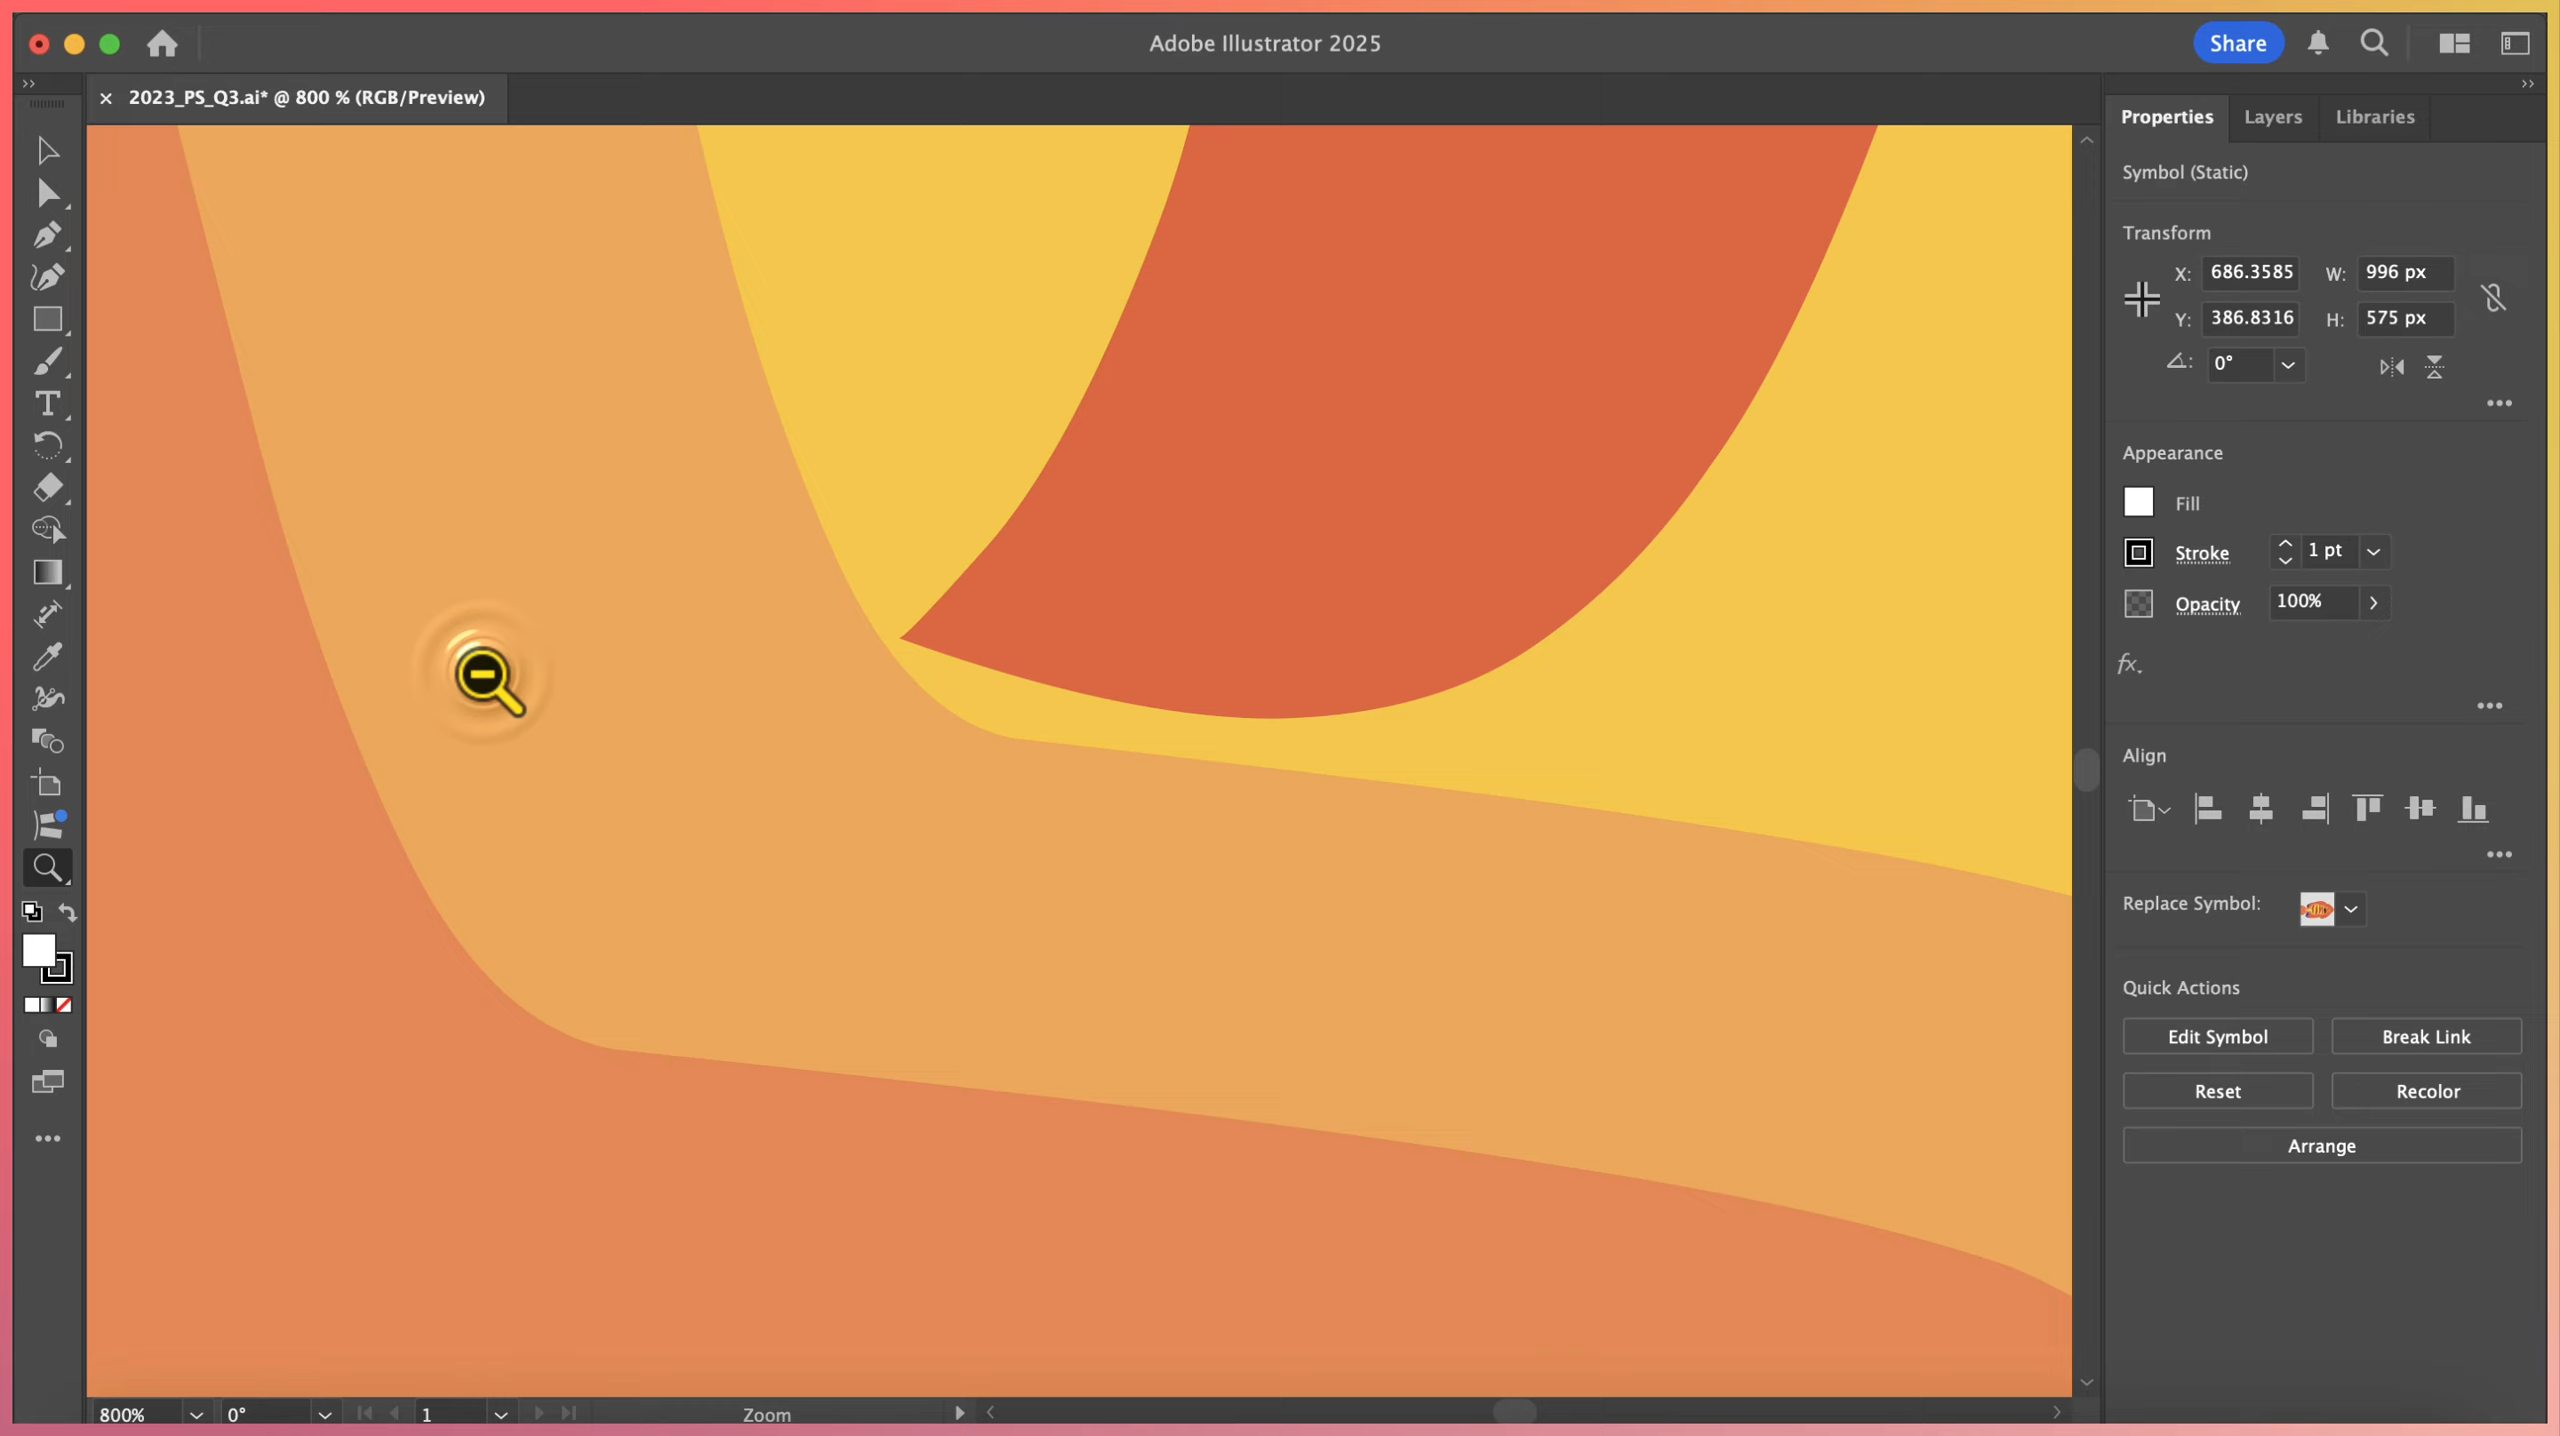 Adobe Illustrator 2025
Share
2023_PS_Q3.ai* @ 800 % (RGB/Preview)
Properties
Layers
Libraries
Symbol (Static)
Transform
X: 686.3585 W: 996 px
Y: 386.8316 H: 575 px
0°
Appearance
Fill
Stroke 1 pt
Opacity 100%
fx.
Align
Replace Symbol:
Quick Actions
Edit Symbol Break Link
Reset Recolor
Arrange
800% 0° 1 Zoom